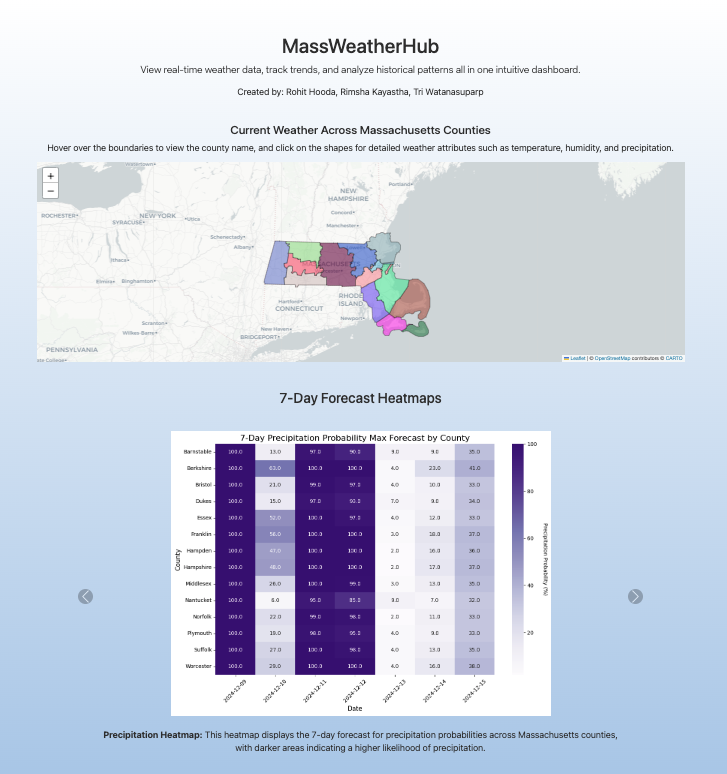 MassWeatherHub
View real-time weather data, track trends, and analyze historical patterns all in one intuitive dashboard.
Created by: Rohit Hooda, Rimsha Kayastha, Tri Watanasuparp
Current Weather Across Massachusetts Counties
Hover over the boundaries to view the county name, and click on the shapes for detailed weather attributes such as temperature, humidity, and precipitation.
+
−
Watertown
Portland
NEW
HAMPSHIRE
ROCHESTER
NEW YORK
Utica
SYRACUSE
Concord
Manchester
Schenectady
Albany
Ithaca
Binghamton
Hartford
RHODE
ISLAND
CONNECTICUT
Newport
Scranton
New Haven
Wilkes-Barre
BRIDGEPORT
PENNSYLVANIA
State College
Leaflet | © OpenStreetMap contributors © CARTO
7-Day Forecast Heatmaps
7-Day Precipitation Probability Max Forecast by County
Barnstable 100.0 13.0 97.0 90.0 9.0 9.0 35.0
Berkshire 100.0 63.0 100.0 100.0 4.0 23.0 41.0
Bristol 100.0 21.0 99.0 97.0 4.0 10.0 33.0
Dukes 100.0 15.0 97.0 7.0 9.0 34.0
Essex 100.0 52.0 100.0 97.0 4.0 12.0 33.0
Franklin 100.0 56.0 100.0 100.0 3.0 18.0 37.0
Hampden 100.0 47.0 100.0 100.0 2.0 16.0 36.0
Hampshire 100.0 48.0 100.0 100.0 2.0 17.0 37.0
Middlesex 100.0 26.0 100.0 99.0 3.0 13.0 35.0
Nantucket 100.0 6.0 95.0 85.0 9.0 7.0 32.0
Norfolk 100.0 22.0 99.0 98.0 2.0 11.0 33.0
Plymouth 100.0 19.0 98.0 95.0 4.0 9.0 33.0
Suffolk 100.0 27.0 100.0 98.0 4.0 13.0 35.0
Worcester 100.0 29.0 100.0 100.0 4.0 16.0 38.0
County
2024-12-09 2024-12-10 2024-12-11 2024-12-12 2024-12-13 2024-12-14 2024-12-15
Date
100
80
60
40
20
Precipitation Probability (%)
Precipitation Heatmap: This heatmap displays the 7-day forecast for precipitation probabilities across Massachusetts counties,
with darker areas indicating a higher likelihood of precipitation.